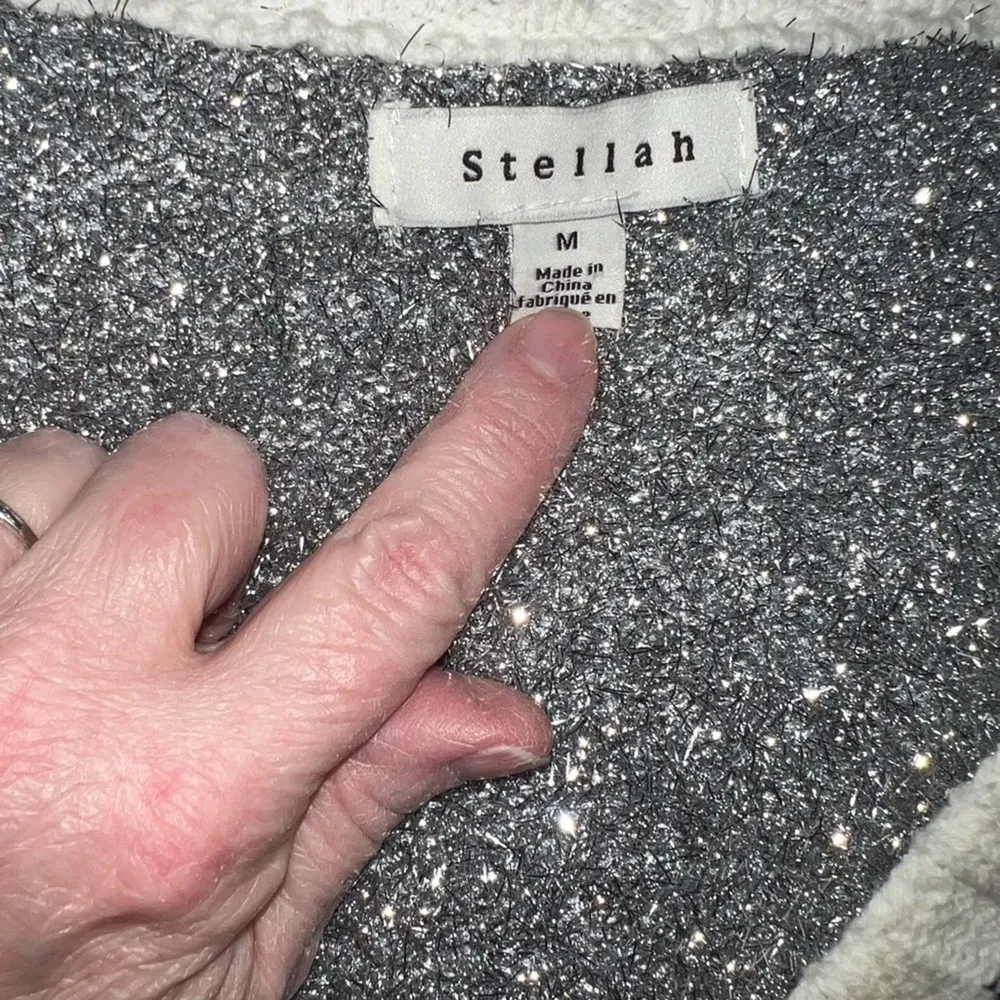 Stellah
M
Made in
China
fabriqué en